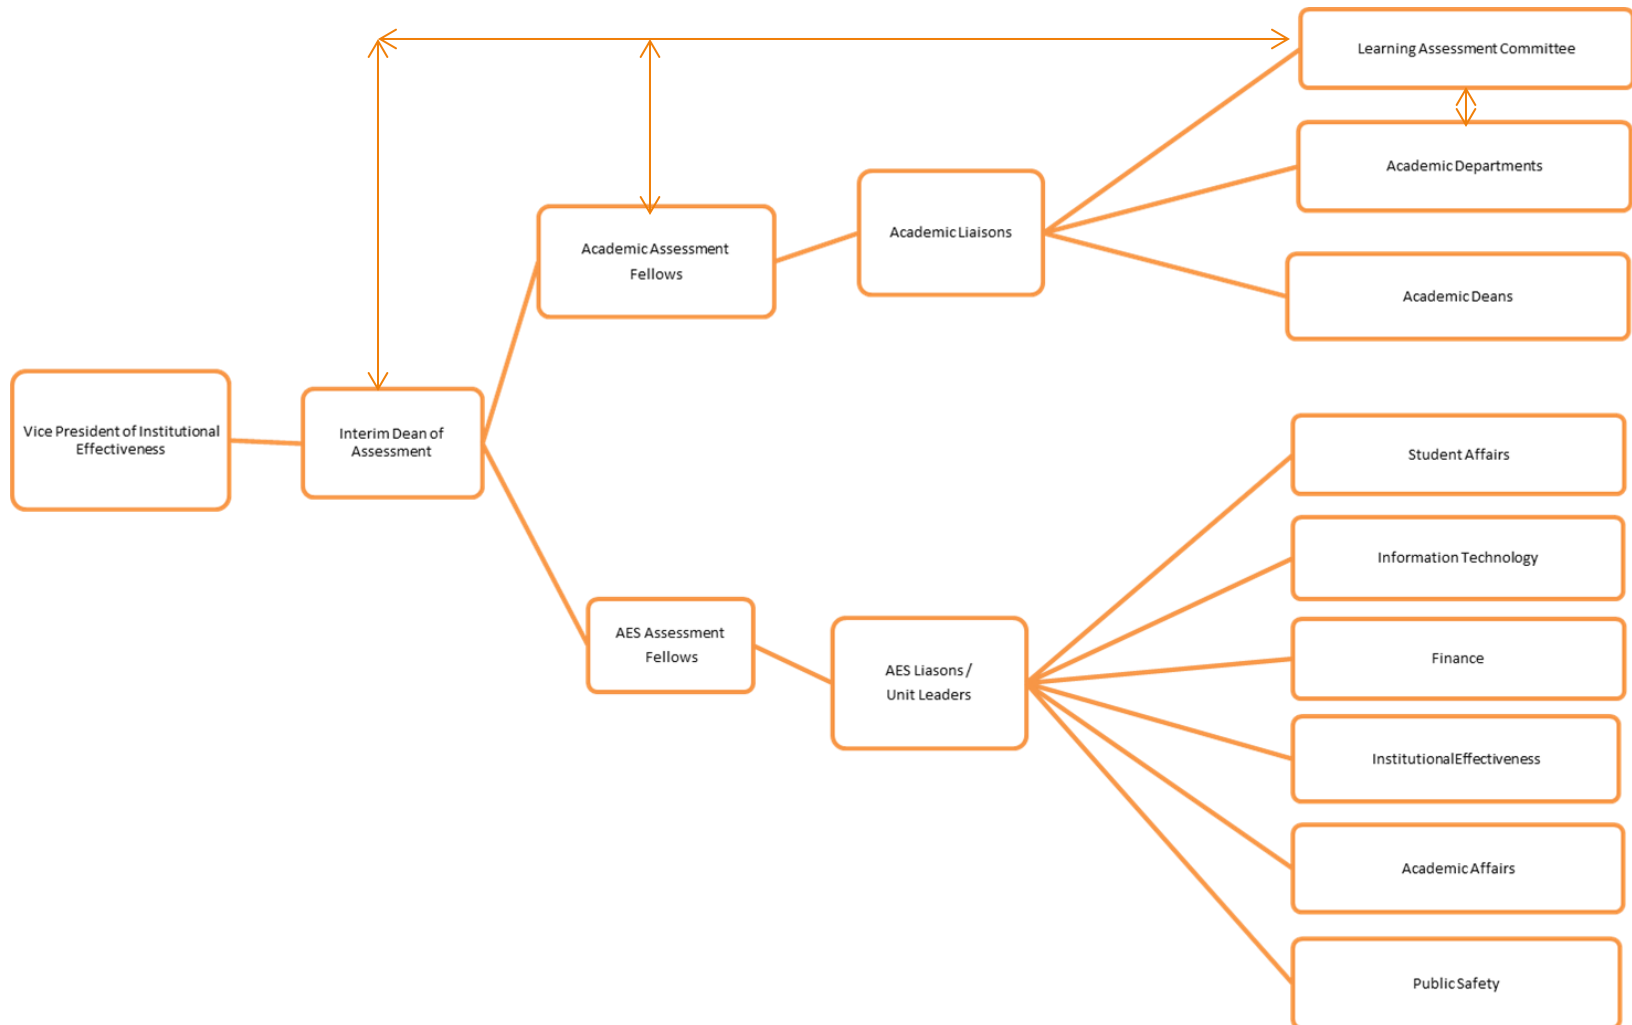 Learning Assessment Committee
Academic Departments
Academic Liaisons
Academic Assessment
Fellows
Academic Deans
Vice President of Institutional
Effectiveness
Interim Dean of
Assessment
Student Affairs
Information Technology
AES Assessment
Fellows
Finance
AES Liasons /
Unit Leaders
InstitutionalEffectiveness
Academic Affairs
Public Safety